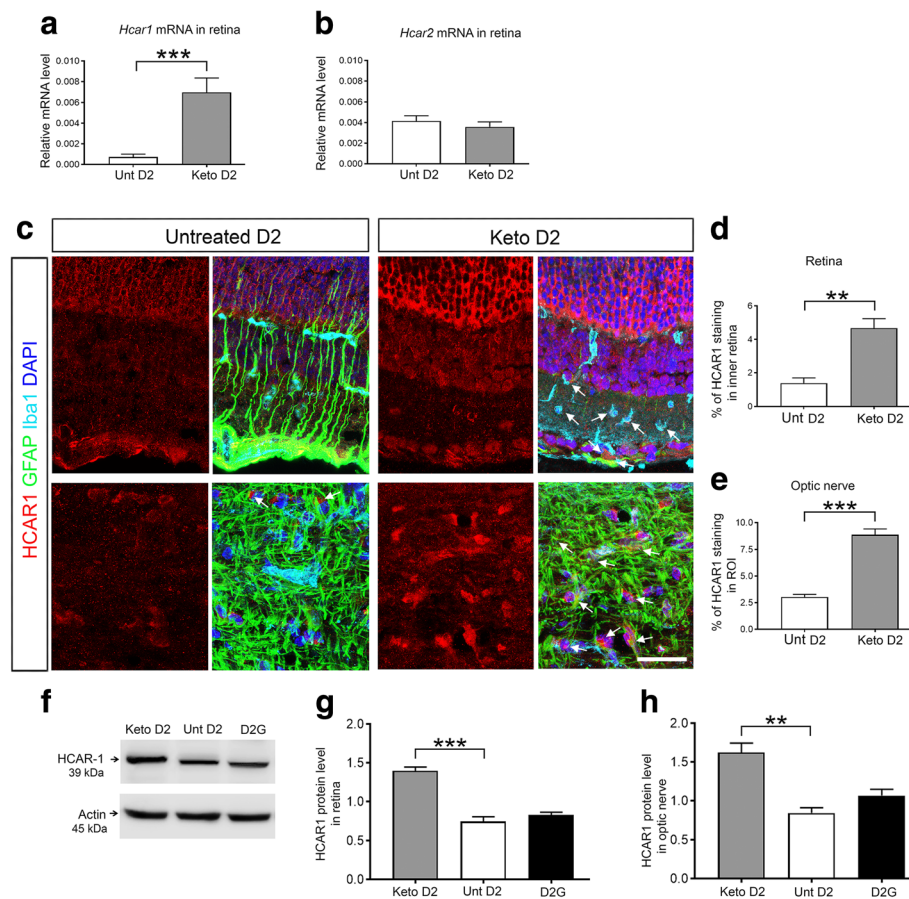 a
Hcar1 mRNA in retina
Relative mRNA level
0.010
0.008
0.006
0.004
0.002
0.000
***
Unt D2
Keto D2
b
Hcar2 mRNA in retina
Relative mRNA level
0.010
0.008
0.006
0.004
0.002
0.000
Unt D2
Keto D2
c
Untreated D2
Keto D2
HCAR1 GFAP Iba1 DAPI
d
Retina
% of HCAR1 staining
in inner retina
6
4
2
0
**
Unt D2
Keto D2
e
Optic nerve
% of HCAR1 staining
in ROI
10.0
7.5
5.0
2.5
0.0
***
Unt D2
Keto D2
f
Keto D2 Unt D2 D2G
HCAR-1
39 kDa
Actin
45 kDa
g
HCAR1 protein level
in retina
2.0
1.5
1.0
0.5
0.0
***
Keto D2
Unt D2
D2G
h
HCAR1 protein level
in optic nerve
2.0
1.5
1.0
0.5
0.0
**
Keto D2
Unt D2
D2G